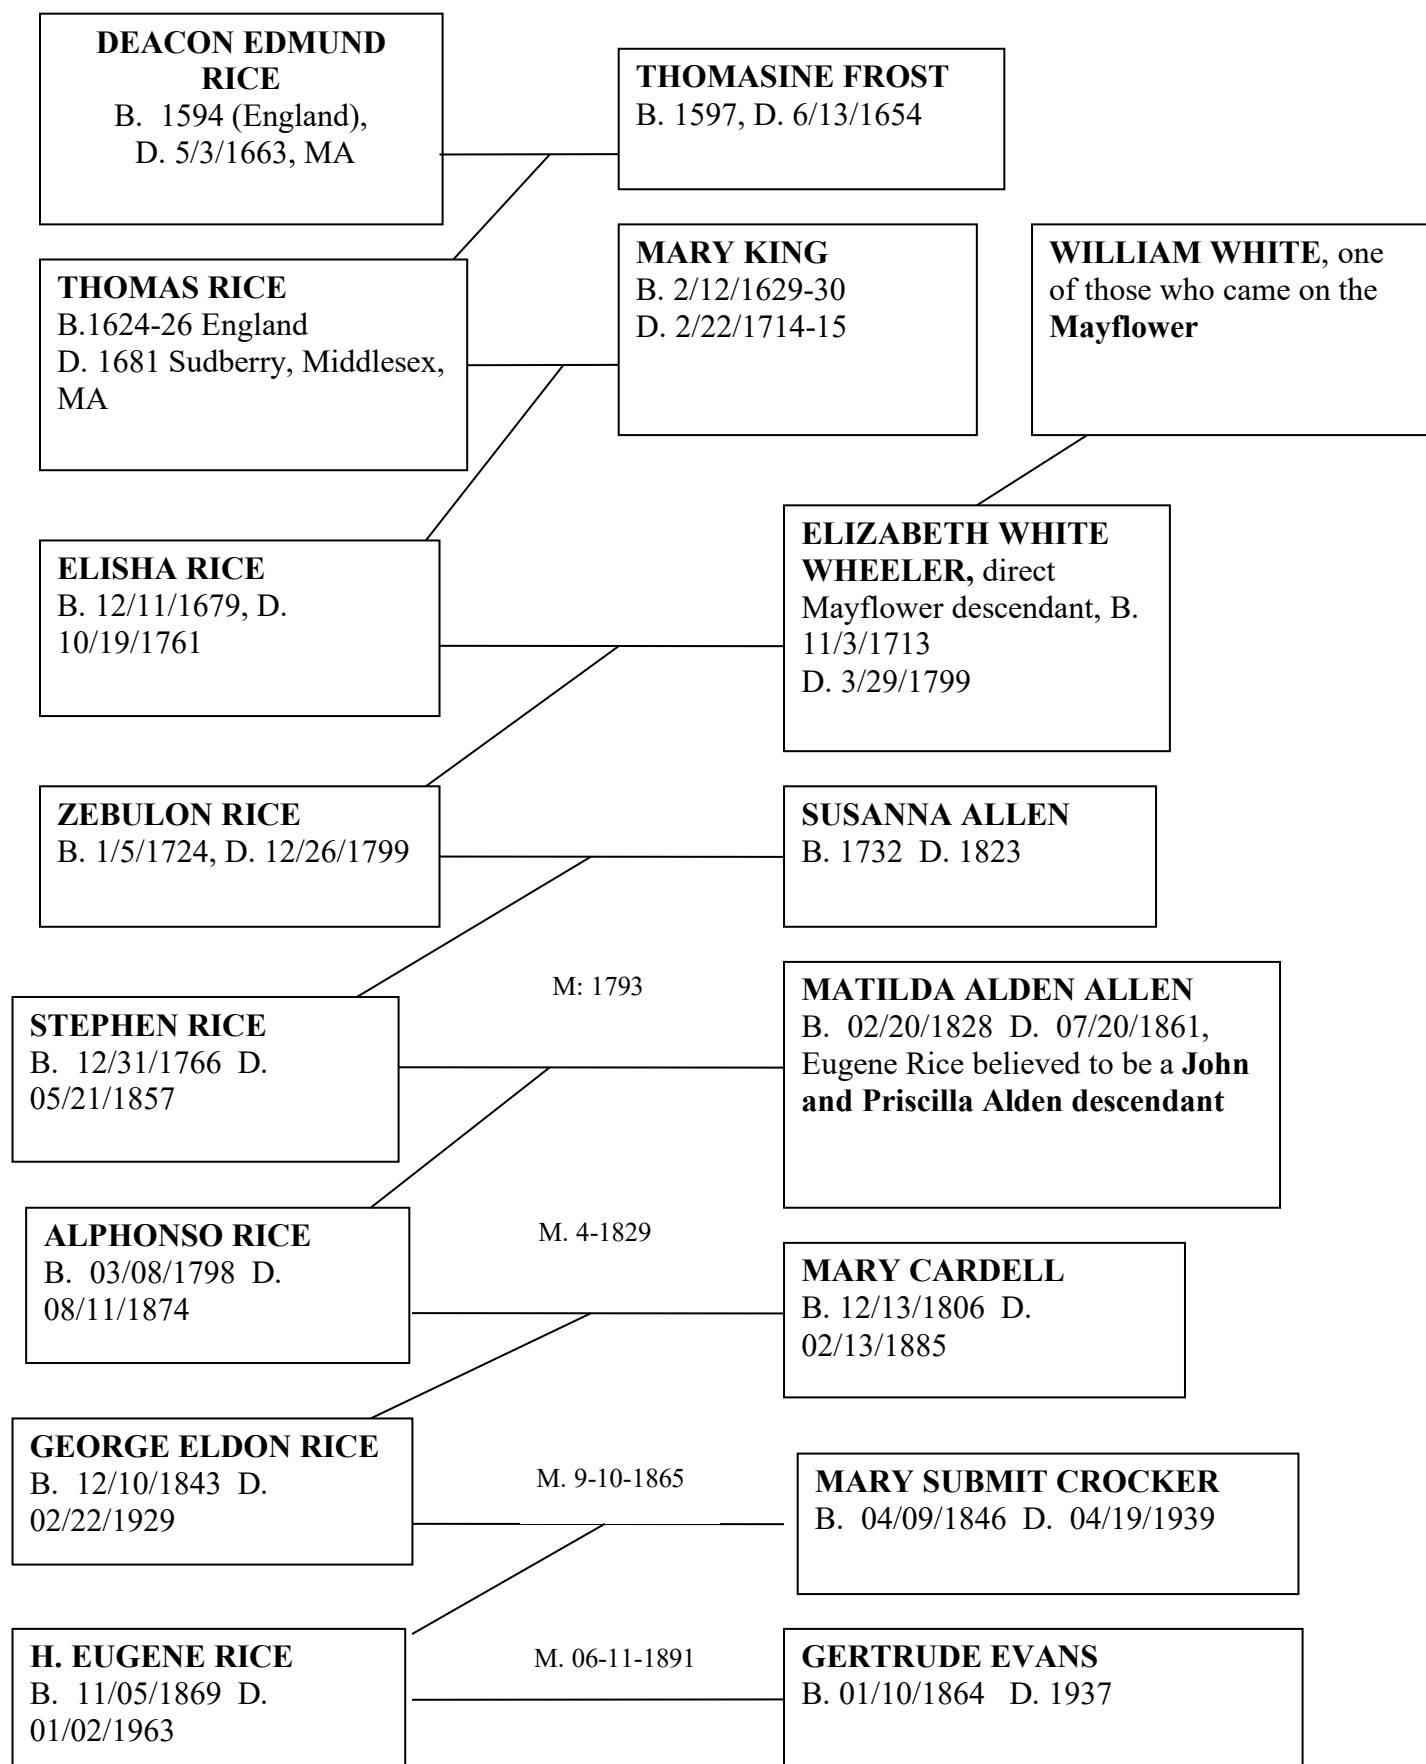 DEACON EDMUND
RICE
B. 1594 (England),
D. 5/3/1663, MA
THOMASINE FROST
B. 1597, D. 6/13/1654
THOMAS RICE
B.1624-26 England
D. 1681 Sudberry, Middlesex,
MA
MARY KING
B. 2/12/1629-30
D. 2/22/1714-15
WILLIAM WHITE, one
of those who came on the
Mayflower
ELISHA RICE
B. 12/11/1679, D.
10/19/1761
ELIZABETH WHITE
WHEELER, direct
Mayflower descendant, B.
11/3/1713
D. 3/29/1799
ZEBULON RICE
B. 1/5/1724, D. 12/26/1799
SUSANNA ALLEN
B. 1732 D. 1823
STEPHEN RICE
B. 12/31/1766 D.
05/21/1857
M: 1793
MATILDA ALDEN ALLEN
B. 02/20/1828 D. 07/20/1861,
Eugene Rice believed to be a John
and Priscilla Alden descendant
ALPHONSO RICE
B. 03/08/1798 D.
08/11/1874
M. 4-1829
MARY CARDELL
B. 12/13/1806 D.
02/13/1885
GEORGE ELDON RICE
B. 12/10/1843 D.
02/22/1929
M. 9-10-1865
MARY SUBMIT CROCKER
B. 04/09/1846 D. 04/19/1939
H. EUGENE RICE
B. 11/05/1869 D.
01/02/1963
M. 06-11-1891
GERTRUDE EVANS
B. 01/10/1864 D. 1937